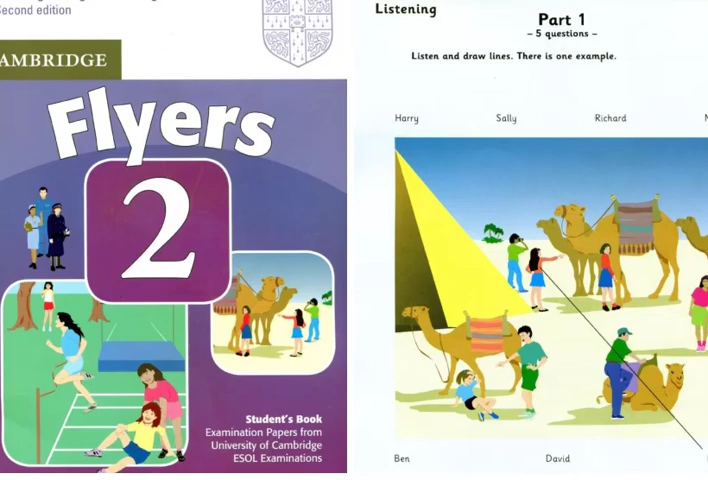 Second edition
CAMBRIDGE
Flyers
2
Student's Book
Examination Papers from
University of Cambridge
ESOL Examinations
Listening
Part 1
– 5 questions –
Listen and draw lines. There is one example.
Harry Sally Richard
Ben David